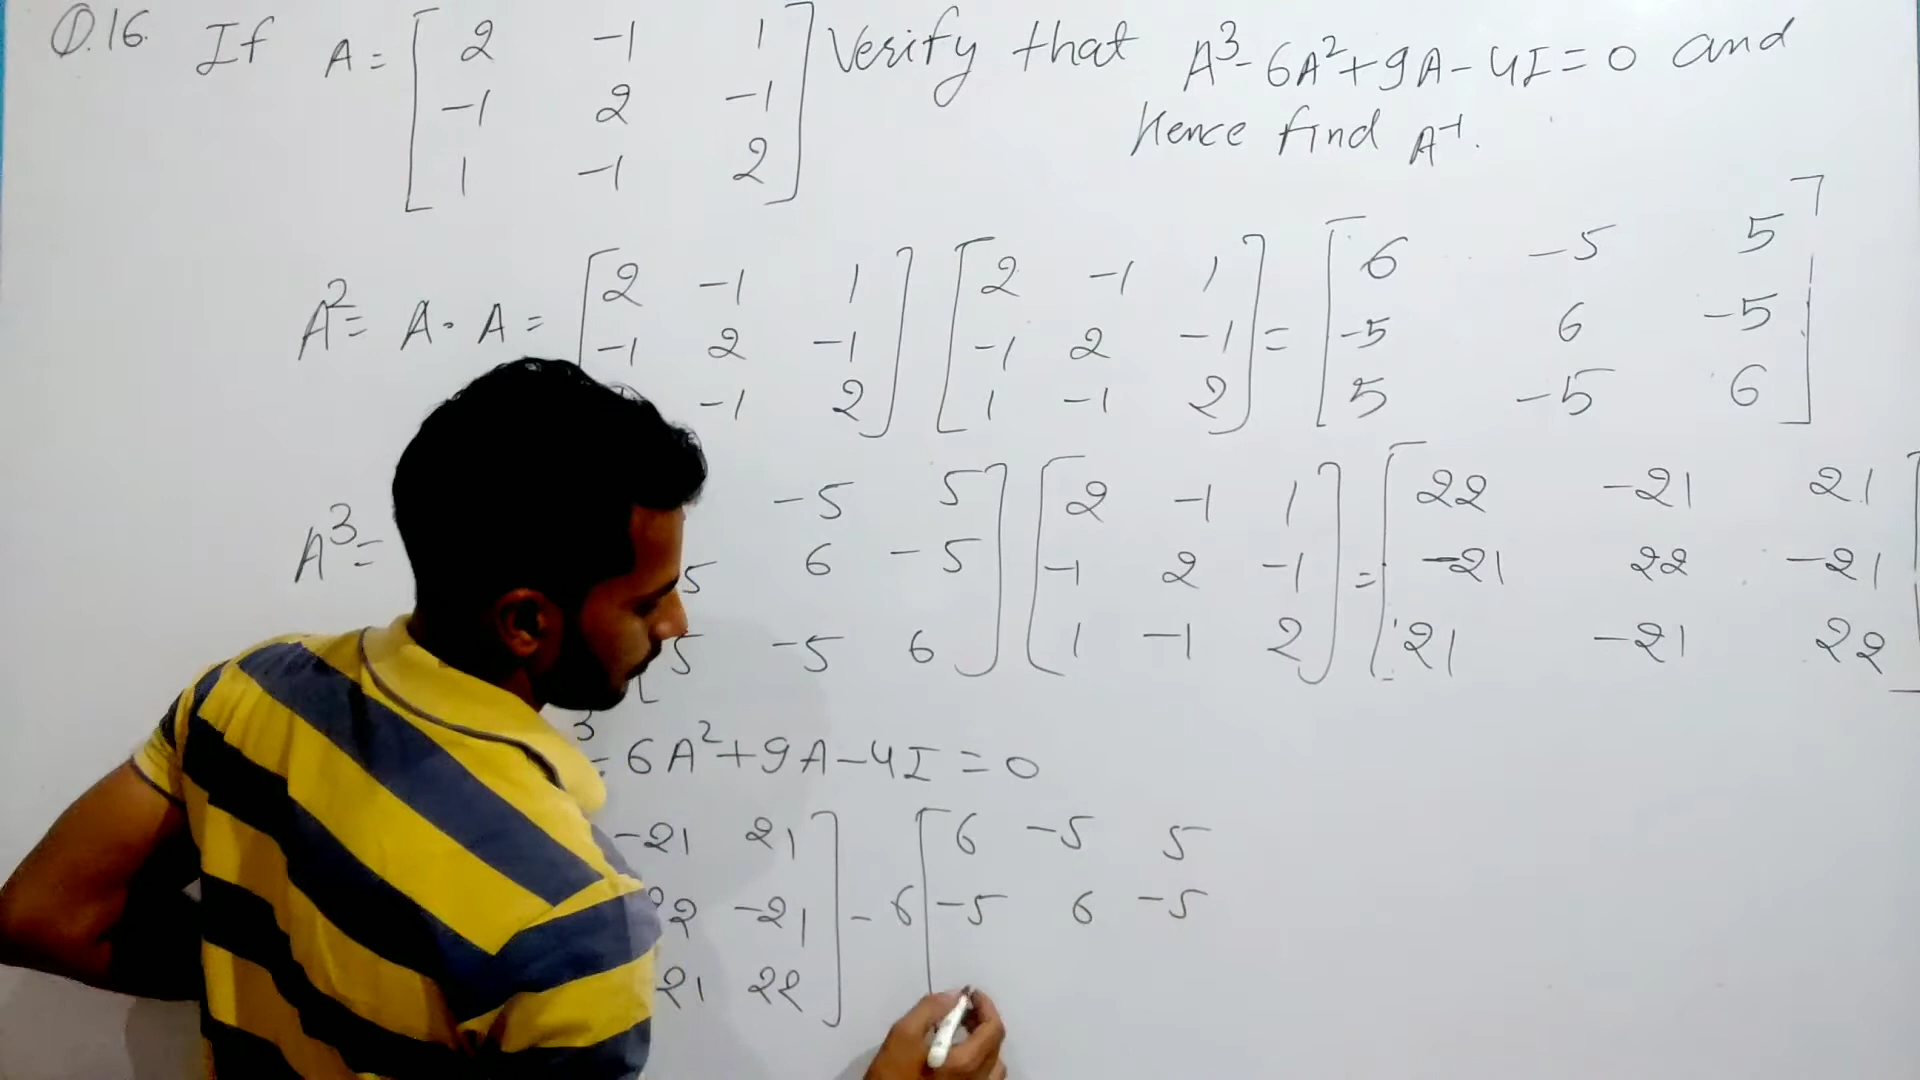 Q.16. If A = [ 2 -1 1 ] Verify that A³- 6A²+9A-4I=0 and
-1 2 -1 hence find A⁻¹.
1 -1 2
A²= A·A= [ 2 -1 1 ] [ 2 -1 1 ] = [ 6 -5 5 ]
-1 2 -1 -1 2 -1 -5 6 -5
-1 2 1 -1 2 5 -5 6
A³= -5 5 ] [ 2 -1 1 ] = [ 22 -21 21 ]
5 6 -5 -1 2 -1 -21 22 -21
5 -5 6 1 -1 2 21 -21 22
³- 6A²+9A-4I=0
-21 21 ] - 6 [ 6 -5 5
22 -21 -5 6 -5
21 22